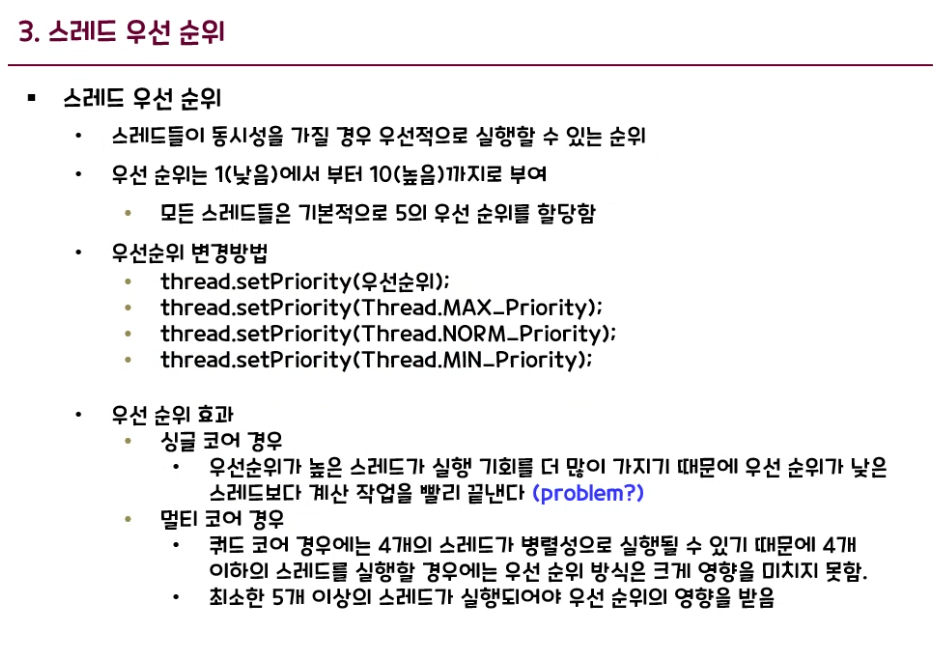 3. 스레드 우선 순위
▪ 스레드 우선 순위
• 스레드들이 동시성을 가질 경우 우선적으로 실행할 수 있는 순위
• 우선 순위는 1(낮음)에서 부터 10(높음)까지로 부여
• 모든 스레드들은 기본적으로 5의 우선 순위를 할당함
• 우선순위 변경방법
• thread.setPriority(우선순위);
• thread.setPriority(Thread.MAX_Priority);
• thread.setPriority(Thread.NORM_Priority);
• thread.setPriority(Thread.MIN_Priority);
• 우선 순위 효과
• 싱글 코어 경우
• 우선순위가 높은 스레드가 실행 기회를 더 많이 가지기 때문에 우선 순위가 낮은
스레드보다 계산 작업을 빨리 끝낸다 (problem?)
• 멀티 코어 경우
• 쿼드 코어 경우에는 4개의 스레드가 병렬성으로 실행될 수 있기 때문에 4개
이하의 스레드를 실행할 경우에는 우선 순위 방식은 크게 영향을 미치지 못함.
• 최소한 5개 이상의 스레드가 실행되어야 우선 순위의 영향을 받음